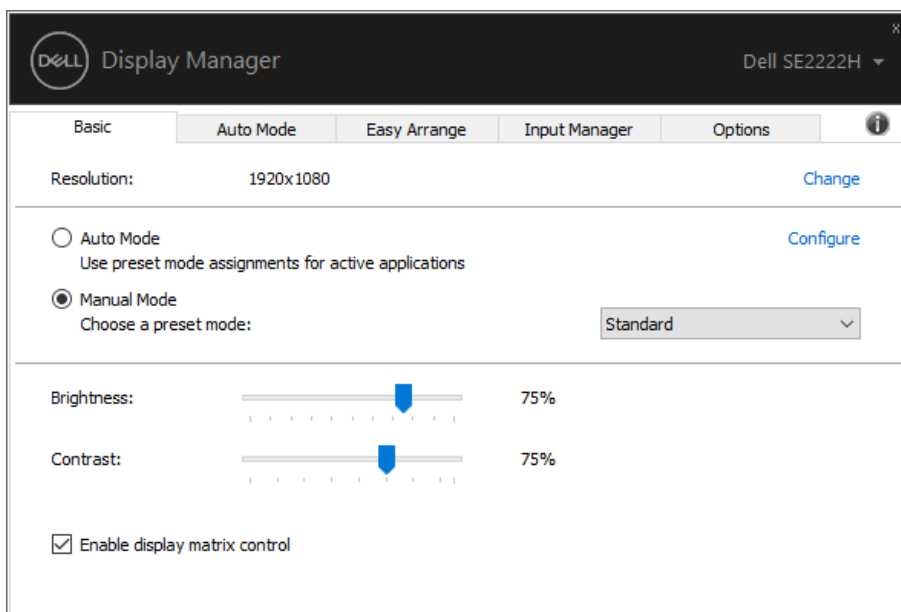 x
DELL Display Manager Dell SE2222H
Basic Auto Mode Easy Arrange Input Manager Options i
Resolution: 1920x1080 Change
Auto Mode Configure
Use preset mode assignments for active applications
Manual Mode
Choose a preset mode: Standard
Brightness: 75%
Contrast: 75%
Enable display matrix control